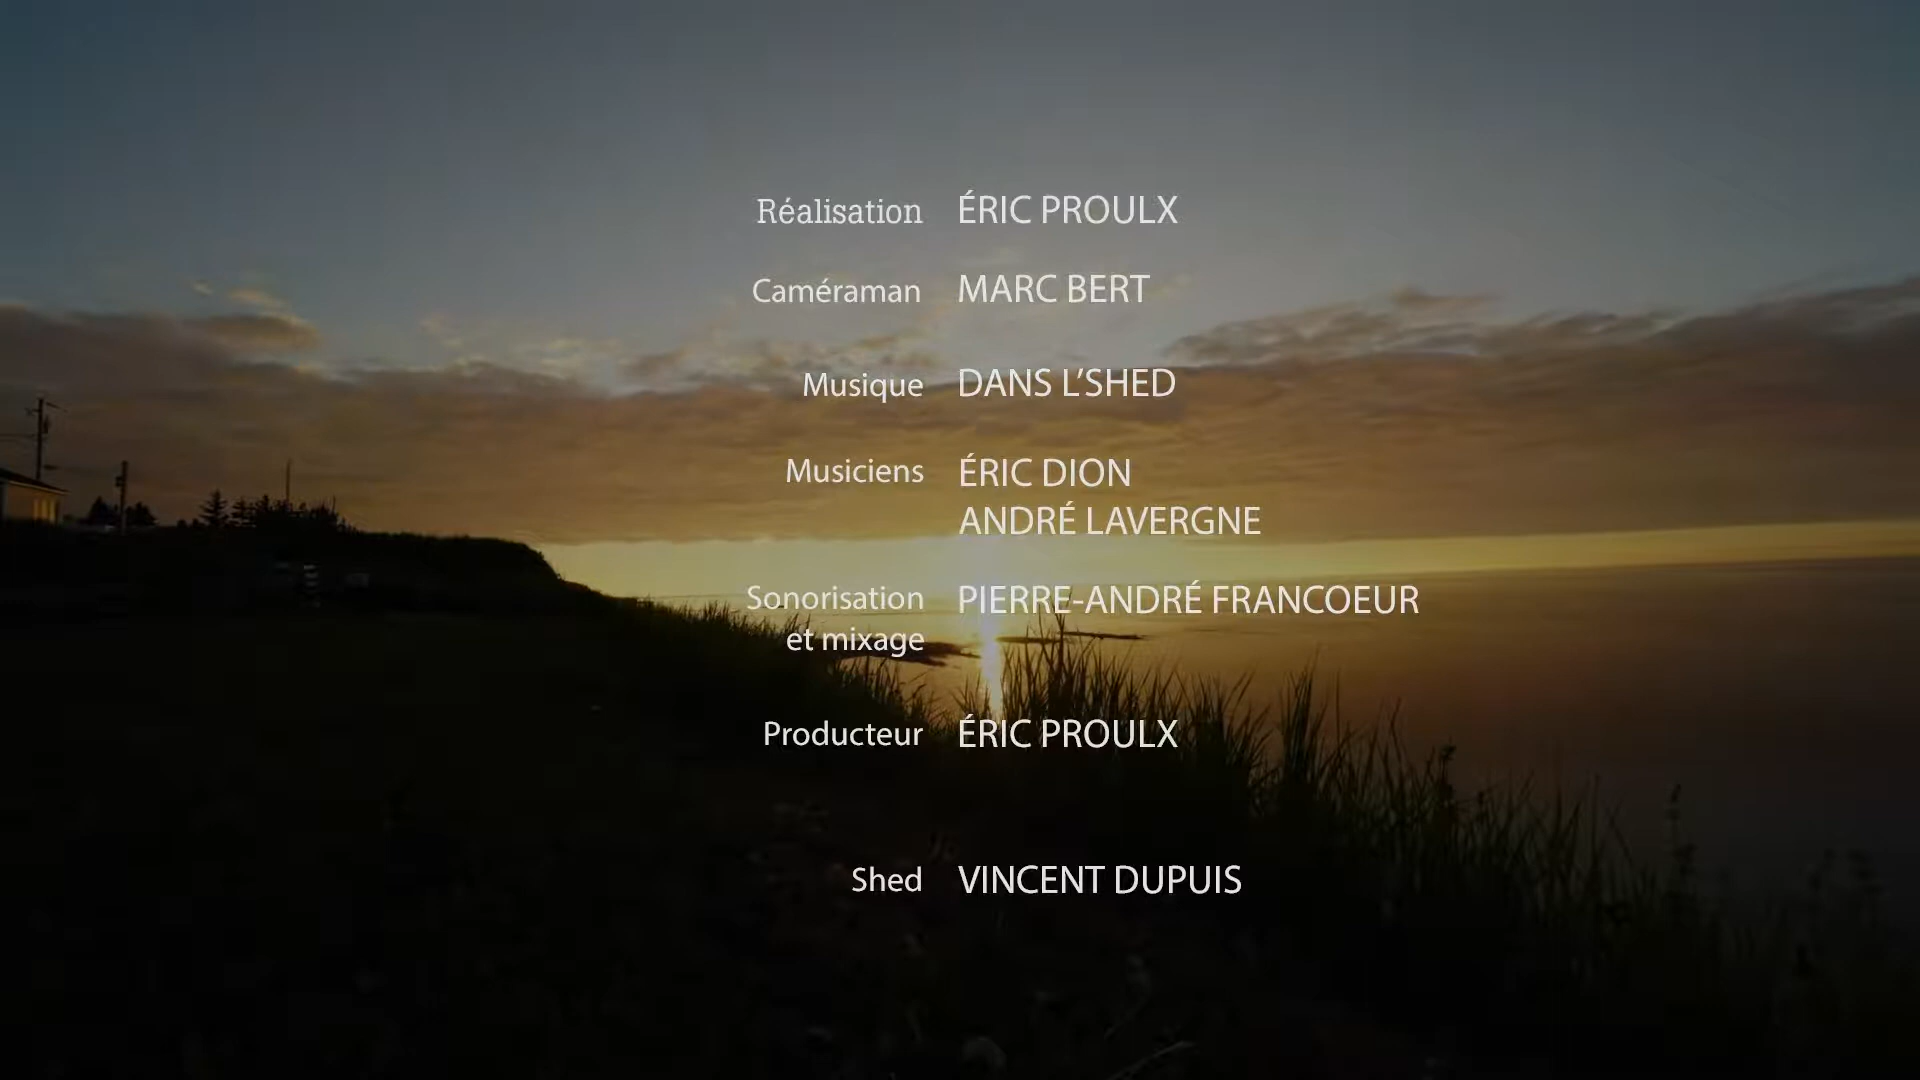 Réalisation ÉRIC PROULX
Caméraman MARC BERT
Musique DANS L’SHED
Musiciens ÉRIC DION
ANDRÉ LAVERGNE
Sonorisation PIERRE-ANDRÉ FRANCOEUR
et mixage
Producteur ÉRIC PROULX
Shed VINCENT DUPUIS